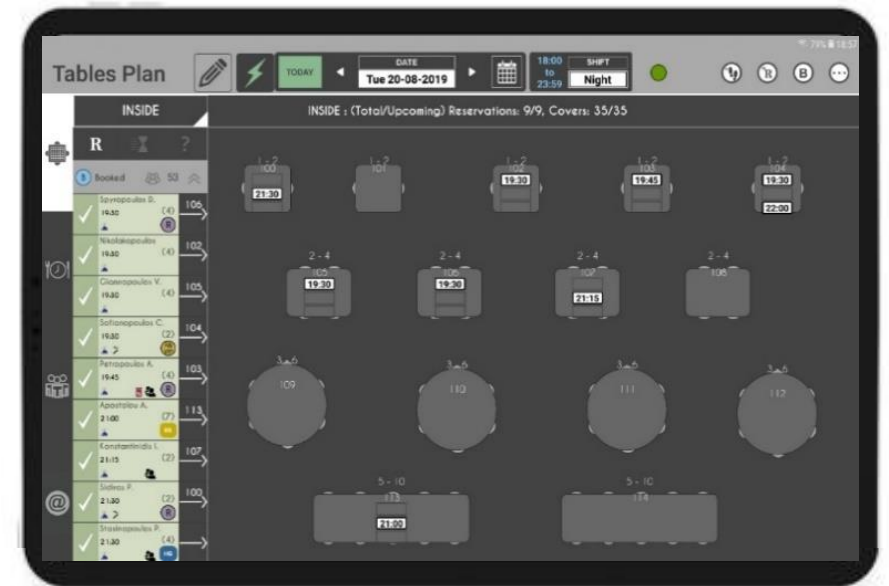 79% 18:57
Tables Plan
TODAY
DATE
Tue 20-08-2019
18:00
to
23:59
SHIFT
Night
R
B
INSIDE
INSIDE : (Total/Upcoming) Reservations: 9/9, Covers: 35/35
R
?
Booked 53
Spyropoulos D.
19:30 (4)
R
106
Nikolakopoulos
19:30 (4)
102
Giannopoulos V.
19:30 (4)
105
Sofianopoulos C.
19:30 (2)
104
Petropoulos A.
19:45 (4)
R
103
Apostolou A.
21:00 (7)
113
Konstantinidis I.
21:15 (2)
107
Sideris P.
21:30 (2)
R
100
Stasinopoulos P.
21:30 (4)
@
1 - 2
100
21:30
1 - 2
101
1 - 2
102
19:30
1 - 2
103
19:45
1 - 2
104
19:30
22:00
2 - 4
105
19:30
2 - 4
106
19:30
2 - 4
107
21:15
2 - 4
108
3 - 6
109
3 - 6
110
3 - 6
111
3 - 6
112
5 - 10
113
21:00
5 - 10
114